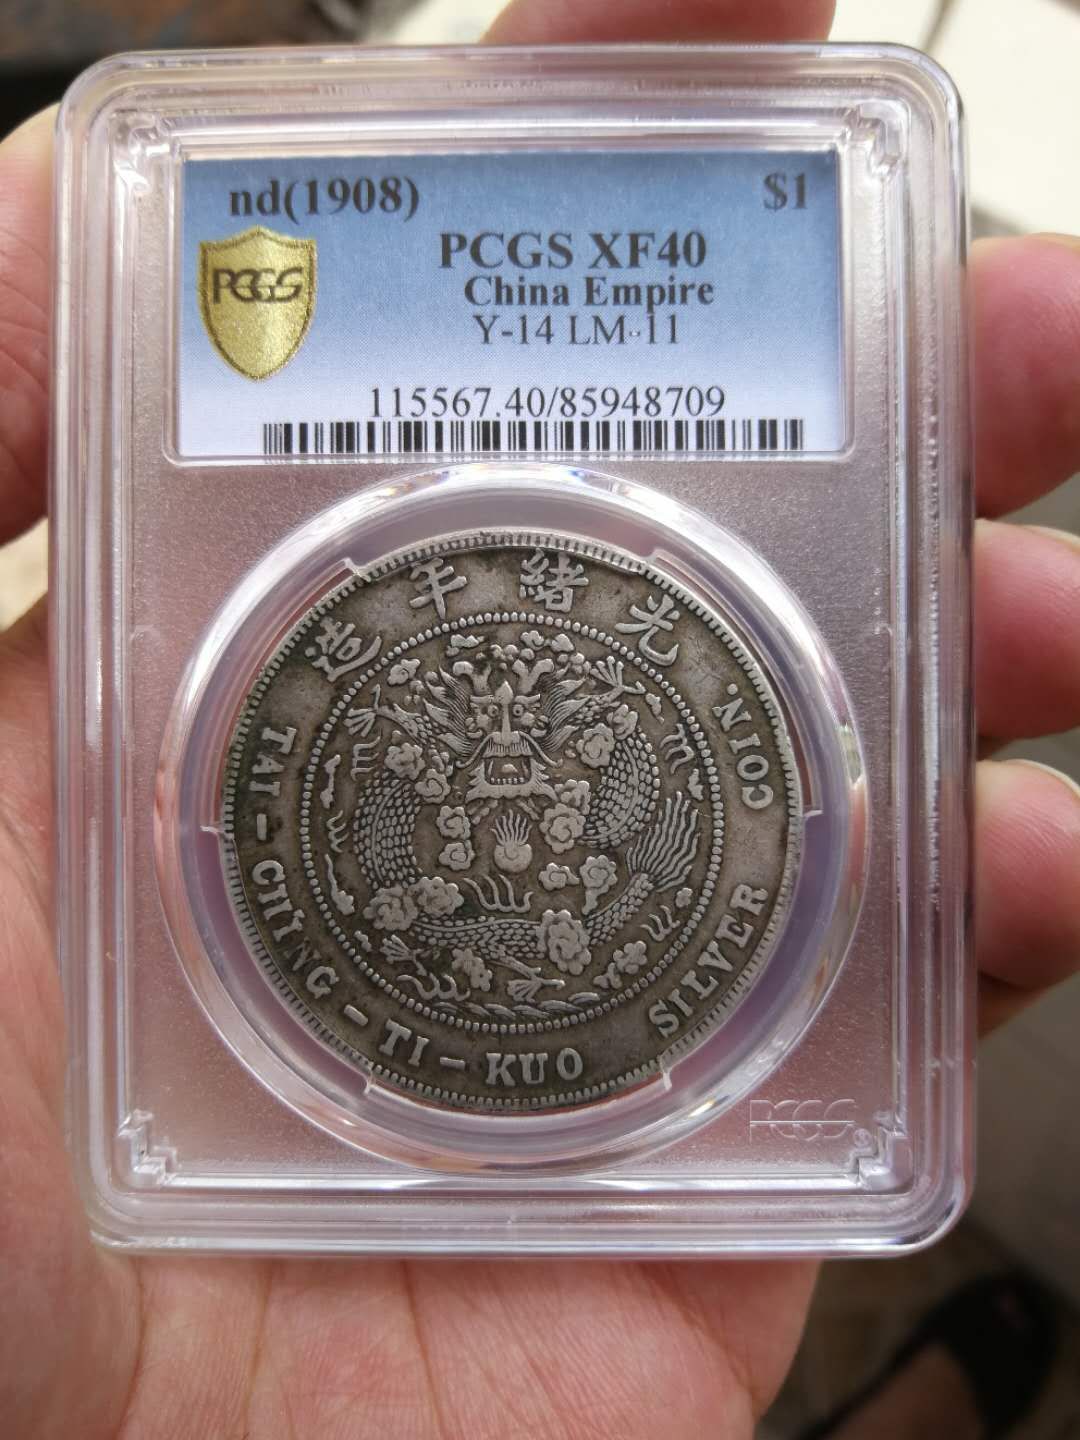 nd(1908) $1
PCGS XF40
China Empire
Y-14 LM-11
PCGS
115567.40/85948709
造年緒光
TAI-CHING-TI-KUO SILVER COIN.
PCGS®